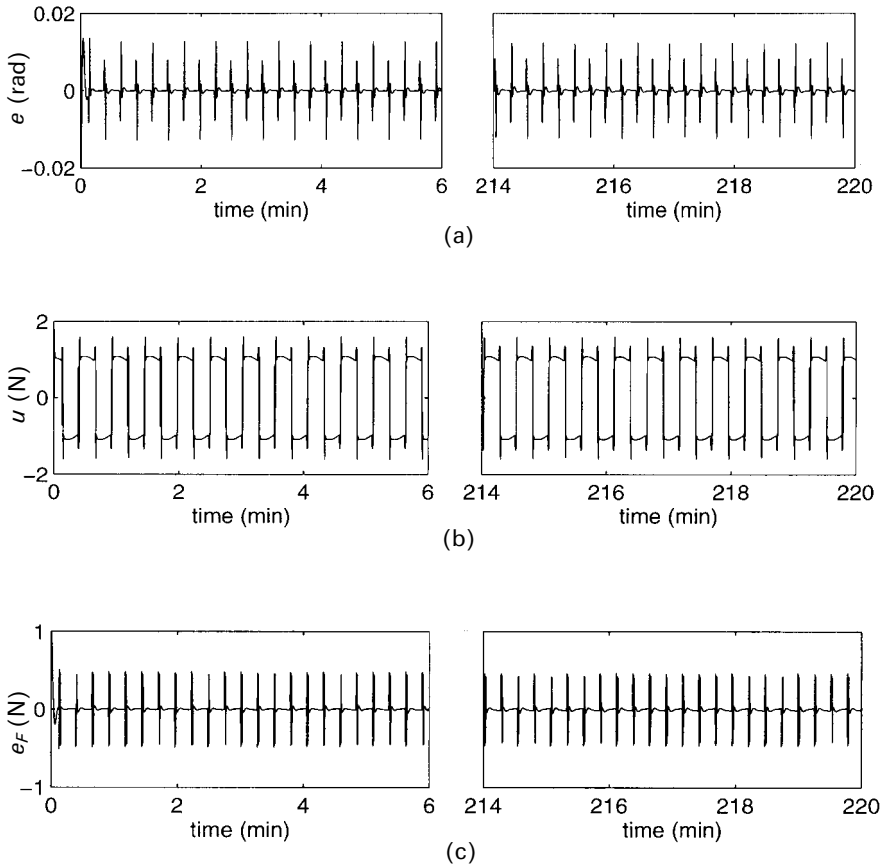 0.02
0
−0.02
e (rad)
0 2 4 6
time (min)
214 216 218 220
time (min)
(a)
2
0
−2
u (N)
0 2 4 6
time (min)
214 216 218 220
time (min)
(b)
1
0
−1
e_F (N)
0 2 4 6
time (min)
214 216 218 220
time (min)
(c)